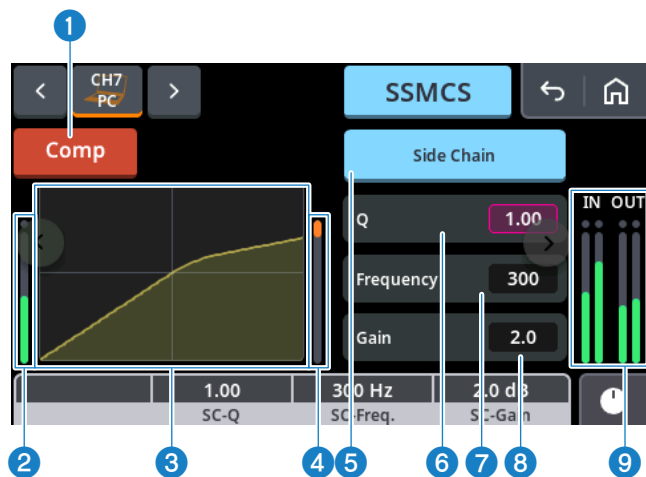 1
CH7
PC
SSMCS
Comp
Side Chain
IN OUT
Q 1.00
Frequency 300
Gain 2.0
1.00 300 Hz 2.0 dB
SC-Q SC-Freq. SC-Gain
2 3 4 5 6 7 8 9